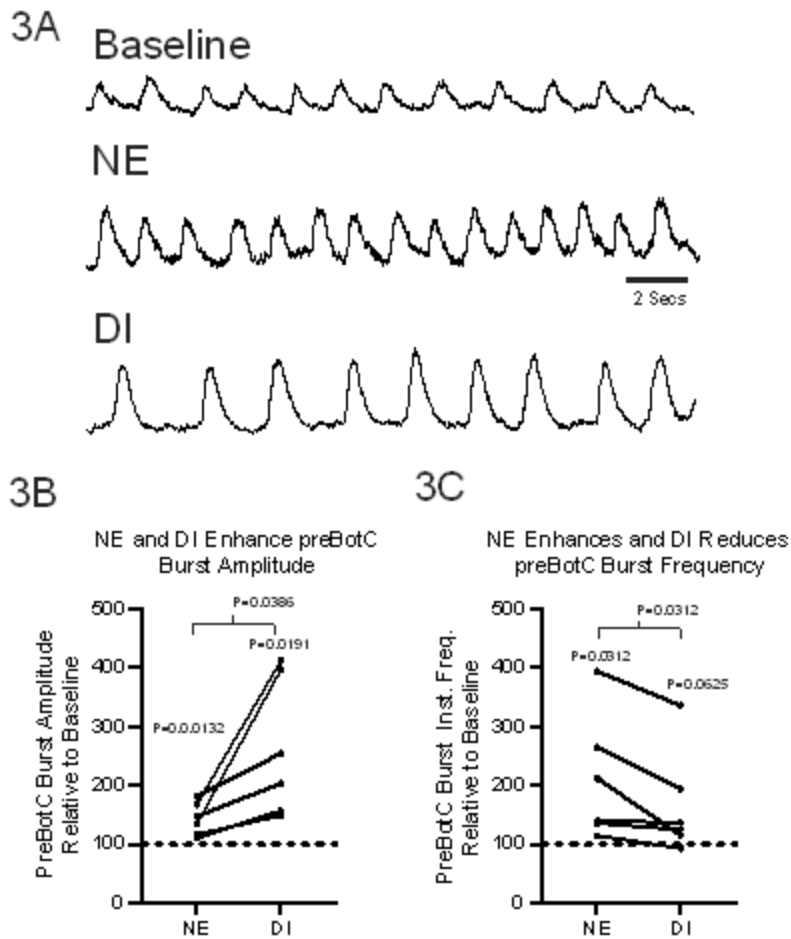 3A
Baseline
NE
2 Secs
DI
3B
NE and DI Enhance preBotC
Burst Amplitude
PreBotC Burst Amplitude
Relative to Baseline
500
400
300
200
100
0
P=0.0386
P=0.0191
P=0.0.0132
NE
DI
3C
NE Enhances and DI Reduces
preBotC Burst Frequency
PreBotC Burst Inst. Freq.
Relative to Baseline
500
400
300
200
100
0
P=0.0312
P=0.0312
P=0.0625
NE
DI